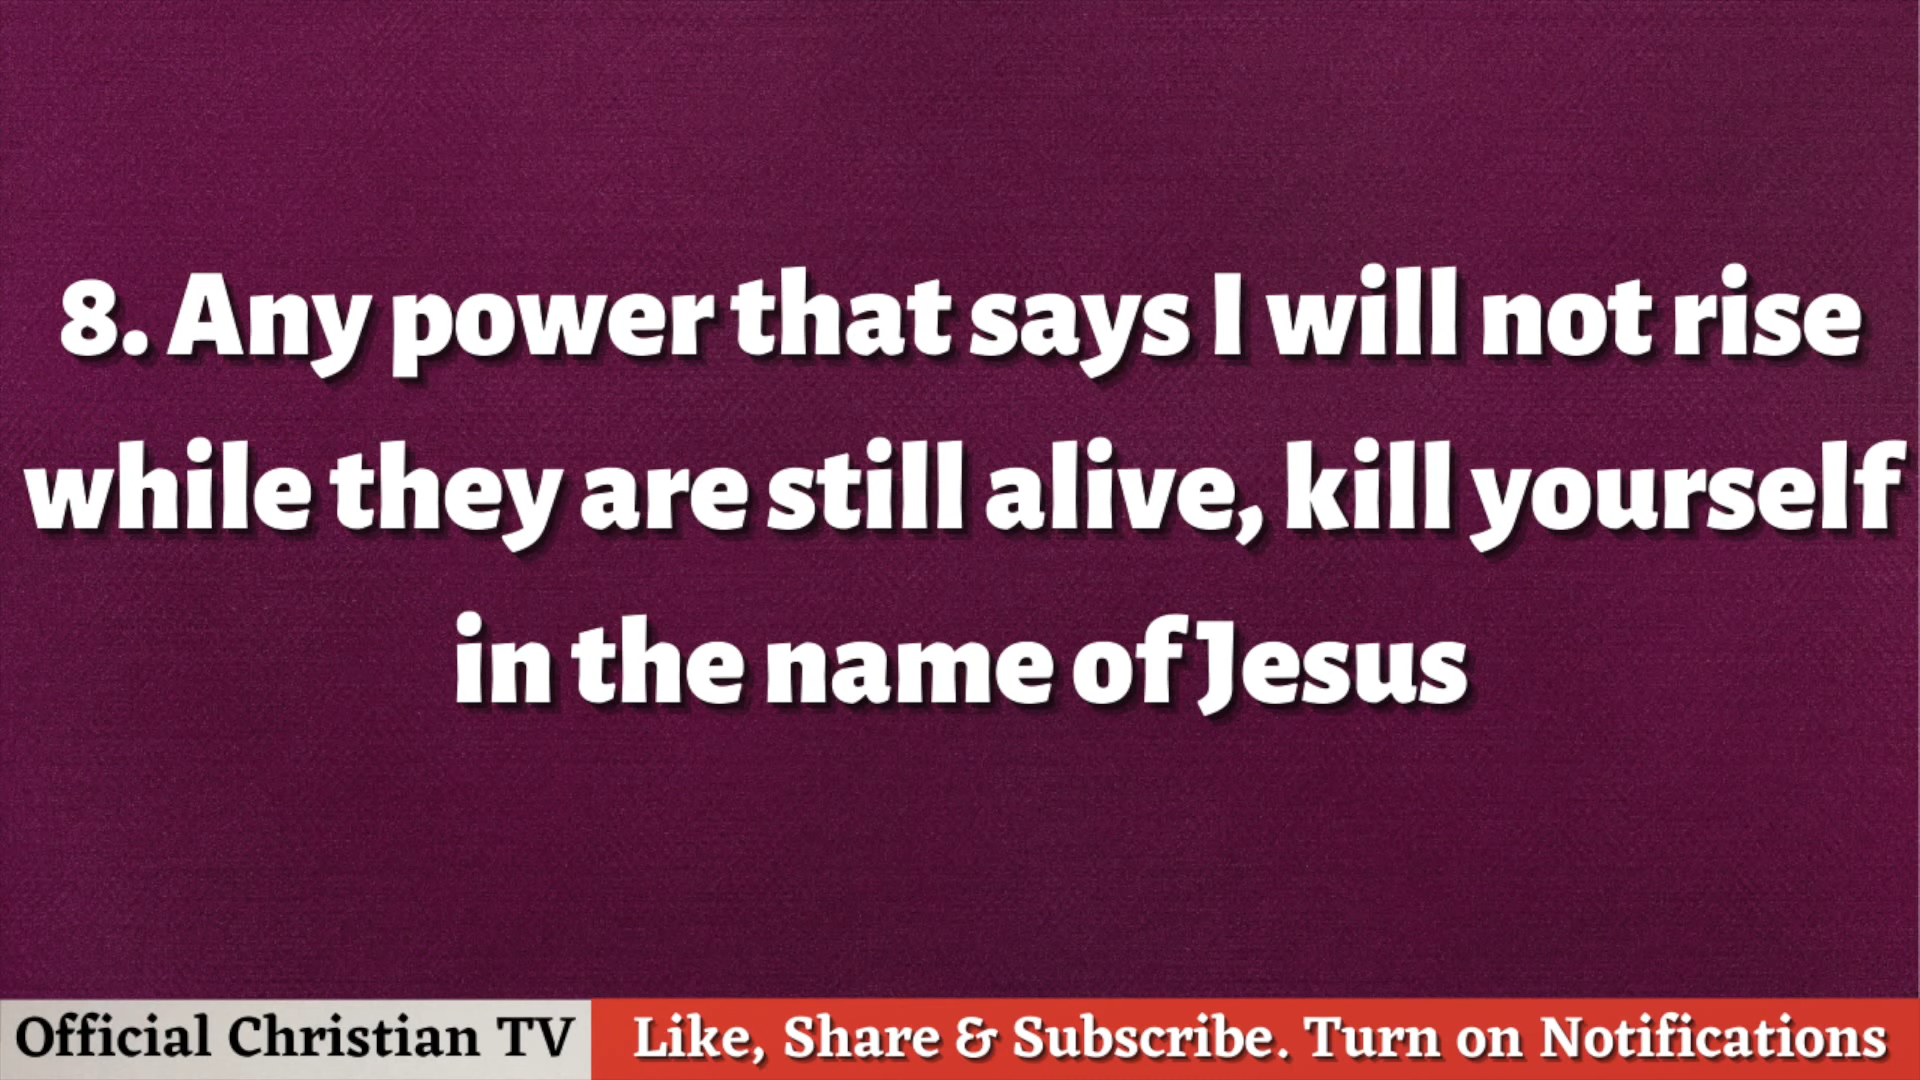 8. Any power that says I will not rise
while they are still alive, kill yourself
in the name of Jesus
Official Christian TV
Like, Share & Subscribe. Turn on Notifications